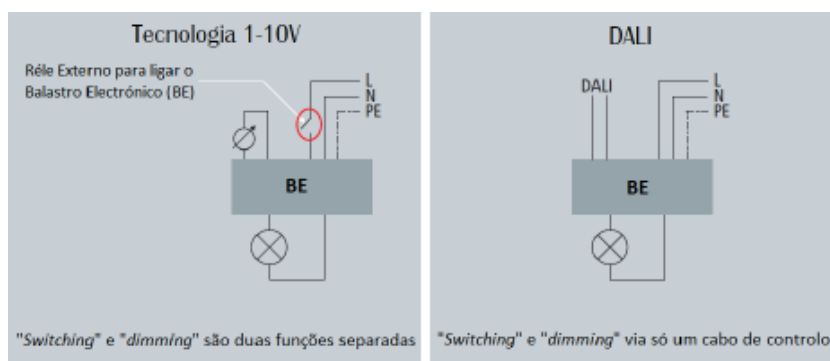 Tecnologia 1-10V
Réle Externo para ligar o
Balastro Electrónico (BE)
L
N
PE
BE
"Switching" e "dimming" são duas funções separadas
DALI
DALI
L
N
PE
BE
"Switching" e "dimming" via só um cabo de controlo